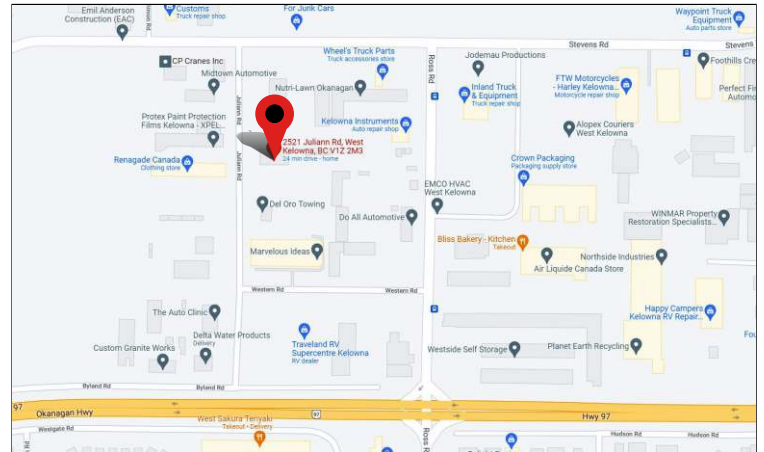 Emil Anderson
Construction (EAC)
Customs
Truck repair shop
For Junk Cars
Waypoint Truck
Equipment
Auto parts store
Stevens Rd
Stevens
CP Cranes Inc
Midtown Automotive
Wheel's Truck Parts
Truck accessories store
Ross Rd
Jodemau Productions
Foothills Cre
Nutri-Lawn Okanagan
Inland Truck
& Equipment
Truck repair shop
FTW Motorcycles
- Harley Kelowna...
Motorcycle repair shop
Perfect Fi
Automo
Juliann Rd
Protex Paint Protection
Films Kelowna - XPEL...
Kelowna Instruments
Auto repair shop
Alopex Couriers
West Kelowna
2521 Juliann Rd, West
Kelowna, BC V1Z 2M3
24 min drive - home
Juliann Rd
Renagade Canada
Clothing store
Crown Packaging
Packaging supply store
EMCO HVAC
West Kelowna
Del Oro Towing
Do All Automotive
WINMAR Property
Restoration Specialists...
Bliss Bakery - Kitchen
Takeout
Marvelous Ideas
Northside Industries
Air Liquide Canada Store
Western Rd
Western Rd
The Auto Clinic
Happy Campers
Kelowna RV Repair...
Delta Water Products
Delivery
Custom Granite Works
Traveland RV
Supercentre Kelowna
RV dealer
Westside Self Storage
Planet Earth Recycling
Fou
Byland Rd
Byland Rd
97
Okanagan Hwy
97
Hwy 97
West Sakura Teriyaki
Takeout • Delivery
Westgate Rd
Ross R
Hudson Rd
Hudson Rd